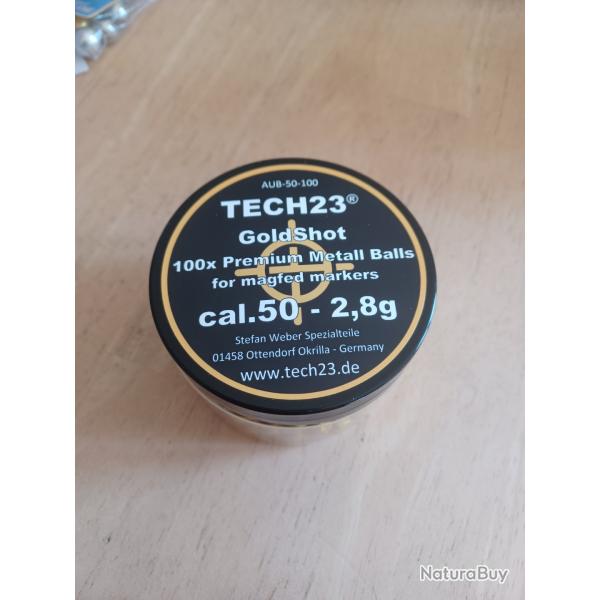 AUB-50-100
TECH23®
GoldShot
100x Premium Metall Balls
for magfed markers
cal.50 - 2,8g
Stefan Weber Spezialteile
01458 Ottendorf Okrilla - Germany
www.tech23.de
NaturaBuy